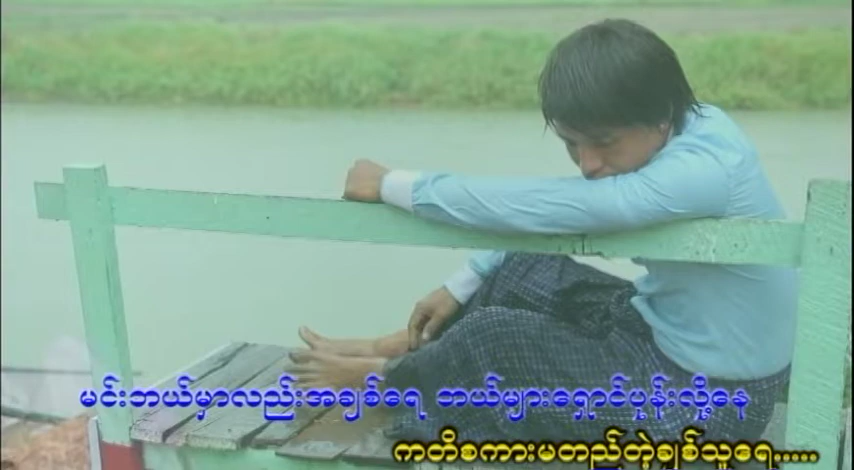 မင်းဘယ်မှာလည်းအချစ်ရေ ဘယ်များရှောင်ပုန်းလို့နေ
ကတိစကားမတည်တဲ့ချစ်သူရေ.....